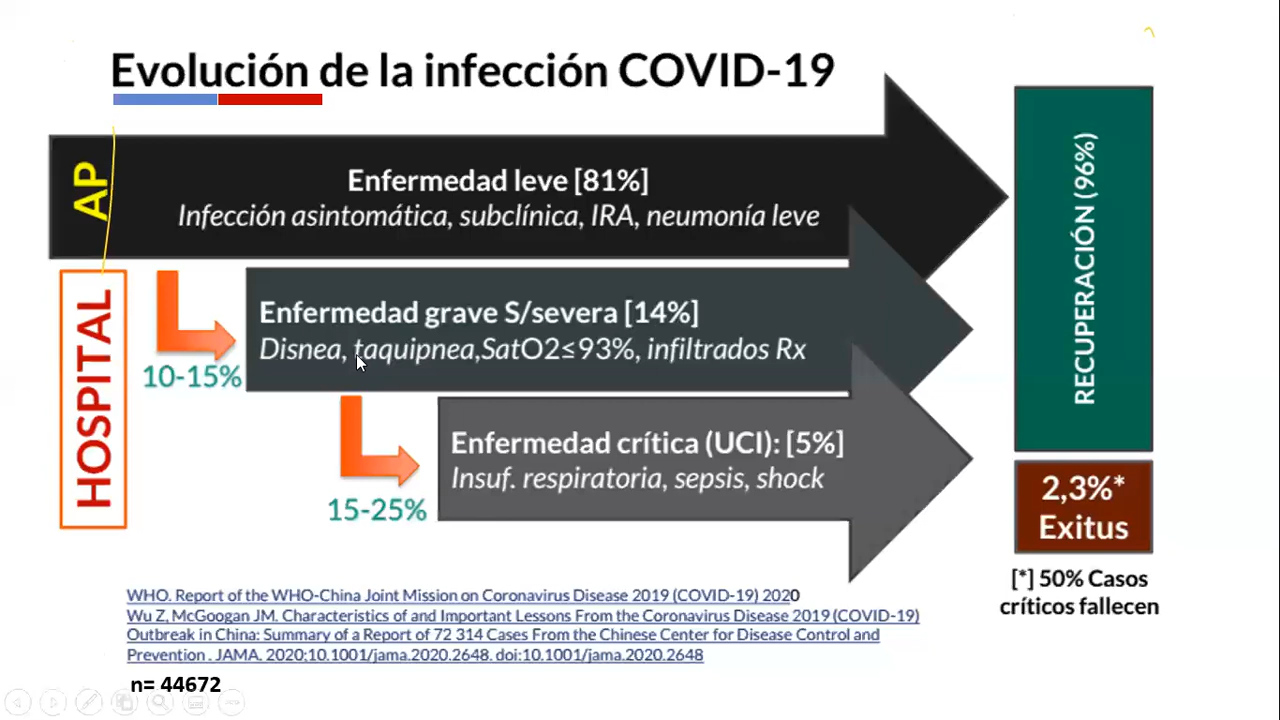 Evolución de la infección COVID-19
AP
Enfermedad leve [81%]
Infección asintomática, subclínica, IRA, neumonía leve
HOSPITAL
10-15%
Enfermedad grave S/severa [14%]
Disnea, taquipnea,SatO2≤93%, infiltrados Rx
15-25%
Enfermedad crítica (UCI): [5%]
Insuf. respiratoria, sepsis, shock
RECUPERACIÓN (96%)
2,3%*
Exitus
[*] 50% Casos
críticos fallecen
WHO. Report of the WHO-China Joint Mission on Coronavirus Disease 2019 (COVID-19) 2020
Wu Z, McGoogan JM. Characteristics of and Important Lessons From the Coronavirus Disease 2019 (COVID-19)
Outbreak in China: Summary of a Report of 72 314 Cases From the Chinese Center for Disease Control and
Prevention . JAMA. 2020;10.1001/jama.2020.2648. doi:10.1001/jama.2020.2648
n= 44672